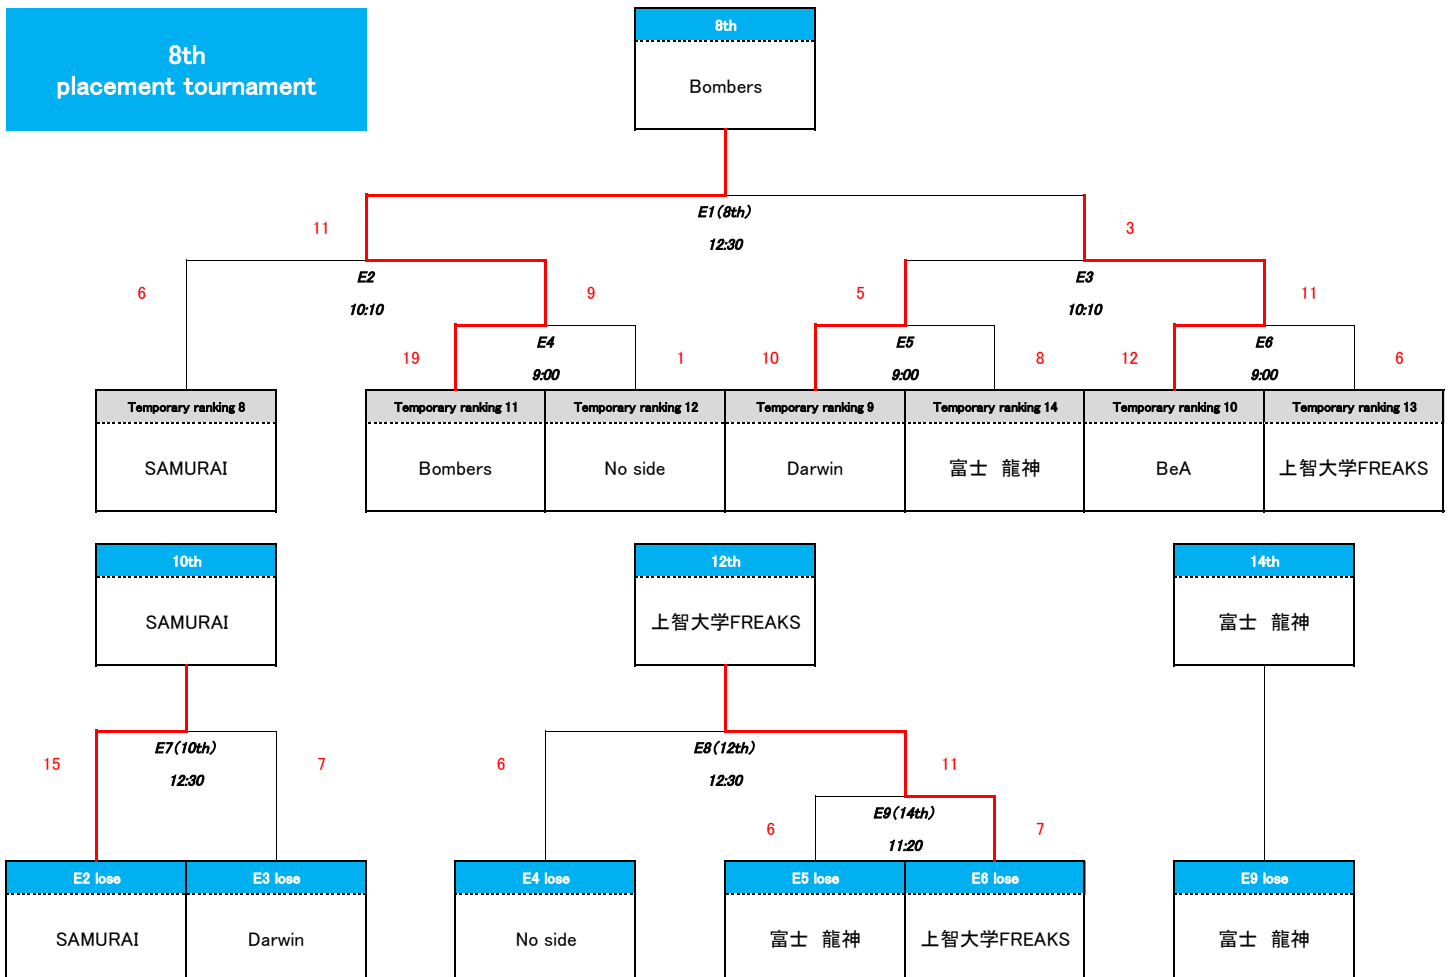 8th
placement tournament
8th
Bombers
E1(8th)
11
3
12:30
E2
E3
6
9
5
11
10:10
10:10
E4
E5
E6
19
1
10
8
12
6
9:00
9:00
9:00
Temporary ranking 8
Temporary ranking 11
Temporary ranking 12
Temporary ranking 9
Temporary ranking 14
Temporary ranking 10
Temporary ranking 13
SAMURAI
Bombers
No side
Darwin
富士　龍神
BeA
上智大学FREAKS
10th
12th
14th
SAMURAI
上智大学FREAKS
富士　龍神
E7(10th)
E8(12th)
15
7
6
11
12:30
12:30
E9(14th)
6
7
11:20
E2 lose
E3 lose
E4 lose
E5 lose
E6 lose
E9 lose
SAMURAI
Darwin
No side
富士　龍神
上智大学FREAKS
富士　龍神